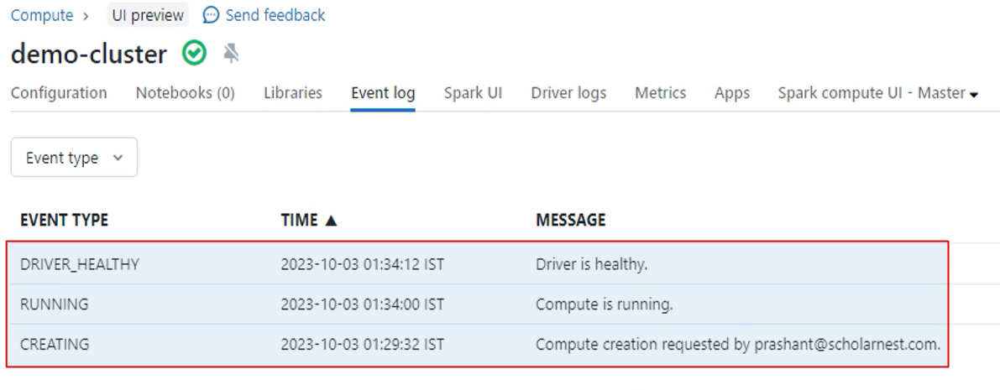 Compute > UI preview Send feedback
demo-cluster
Configuration Notebooks (0) Libraries Event log Spark UI Driver logs Metrics Apps Spark compute UI - Master
Event type
EVENT TYPE TIME ▲ MESSAGE
DRIVER_HEALTHY 2023-10-03 01:34:12 IST Driver is healthy.
RUNNING 2023-10-03 01:34:00 IST Compute is running.
CREATING 2023-10-03 01:29:32 IST Compute creation requested by prashant@scholarnest.com.